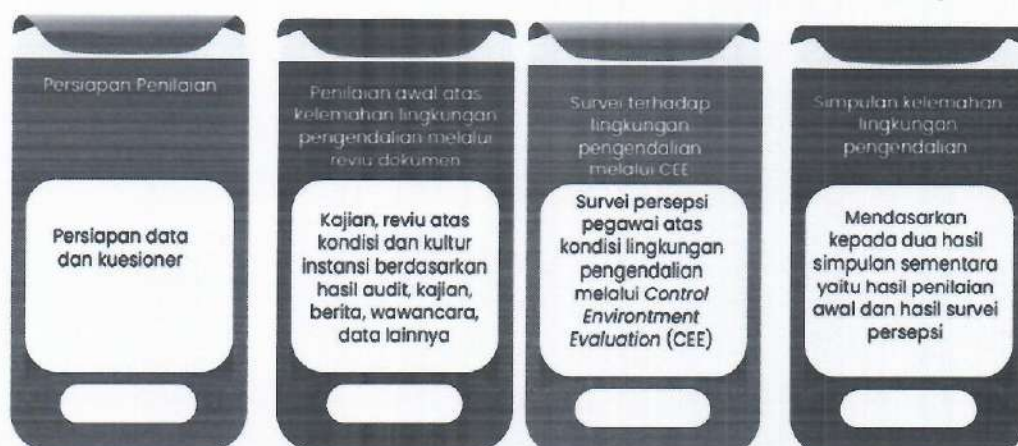 Persiapan Penilaian
Persiapan data
dan kuesioner
Penilaian awal atas
kelemahan lingkungan
pengendalian melalui
reviu dokumen
Kajian, reviu atas
kondisi dan kultur
instansi berdasarkan
hasil audit, kajian,
berita, wawancara,
data lainnya
Survei terhadap
lingkungan
pengendalian
melalui CEE
Survei persepsi
pegawai atas
kondisi lingkungan
pengendalian
melalui Control
Environtment
Evaluation (CEE)
Simpulan kelemahan
lingkungan
pengendalian
Mendasarkan
kepada dua hasil
simpulan sementara
yaitu hasil penilaian
awal dan hasil survei
persepsi